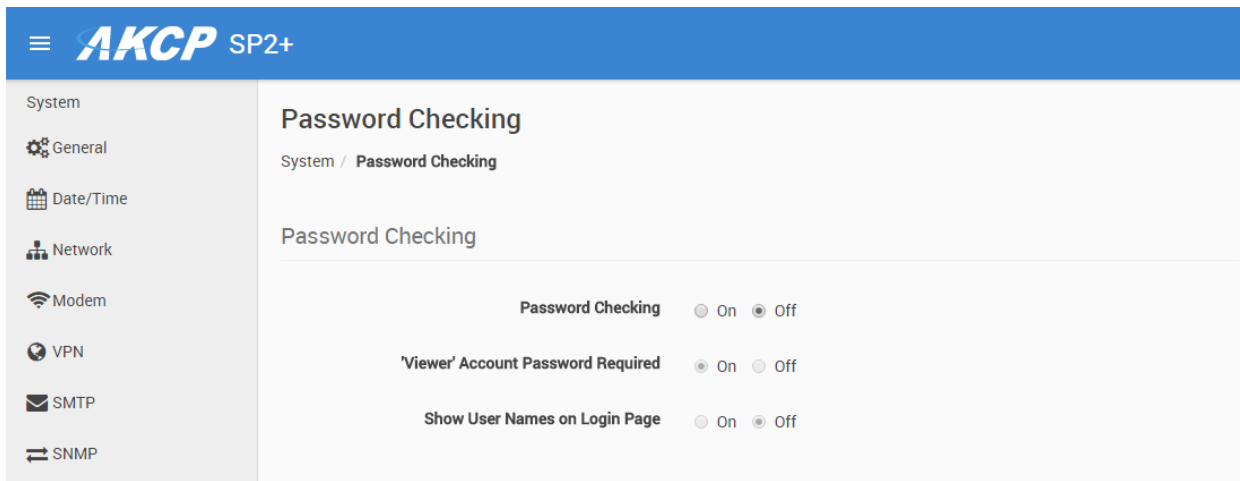 AKCP SP2+
System
General
Date/Time
Network
Modem
VPN
SMTP
SNMP
Password Checking
System / Password Checking
Password Checking
Password Checking On Off
'Viewer' Account Password Required On Off
Show User Names on Login Page On Off